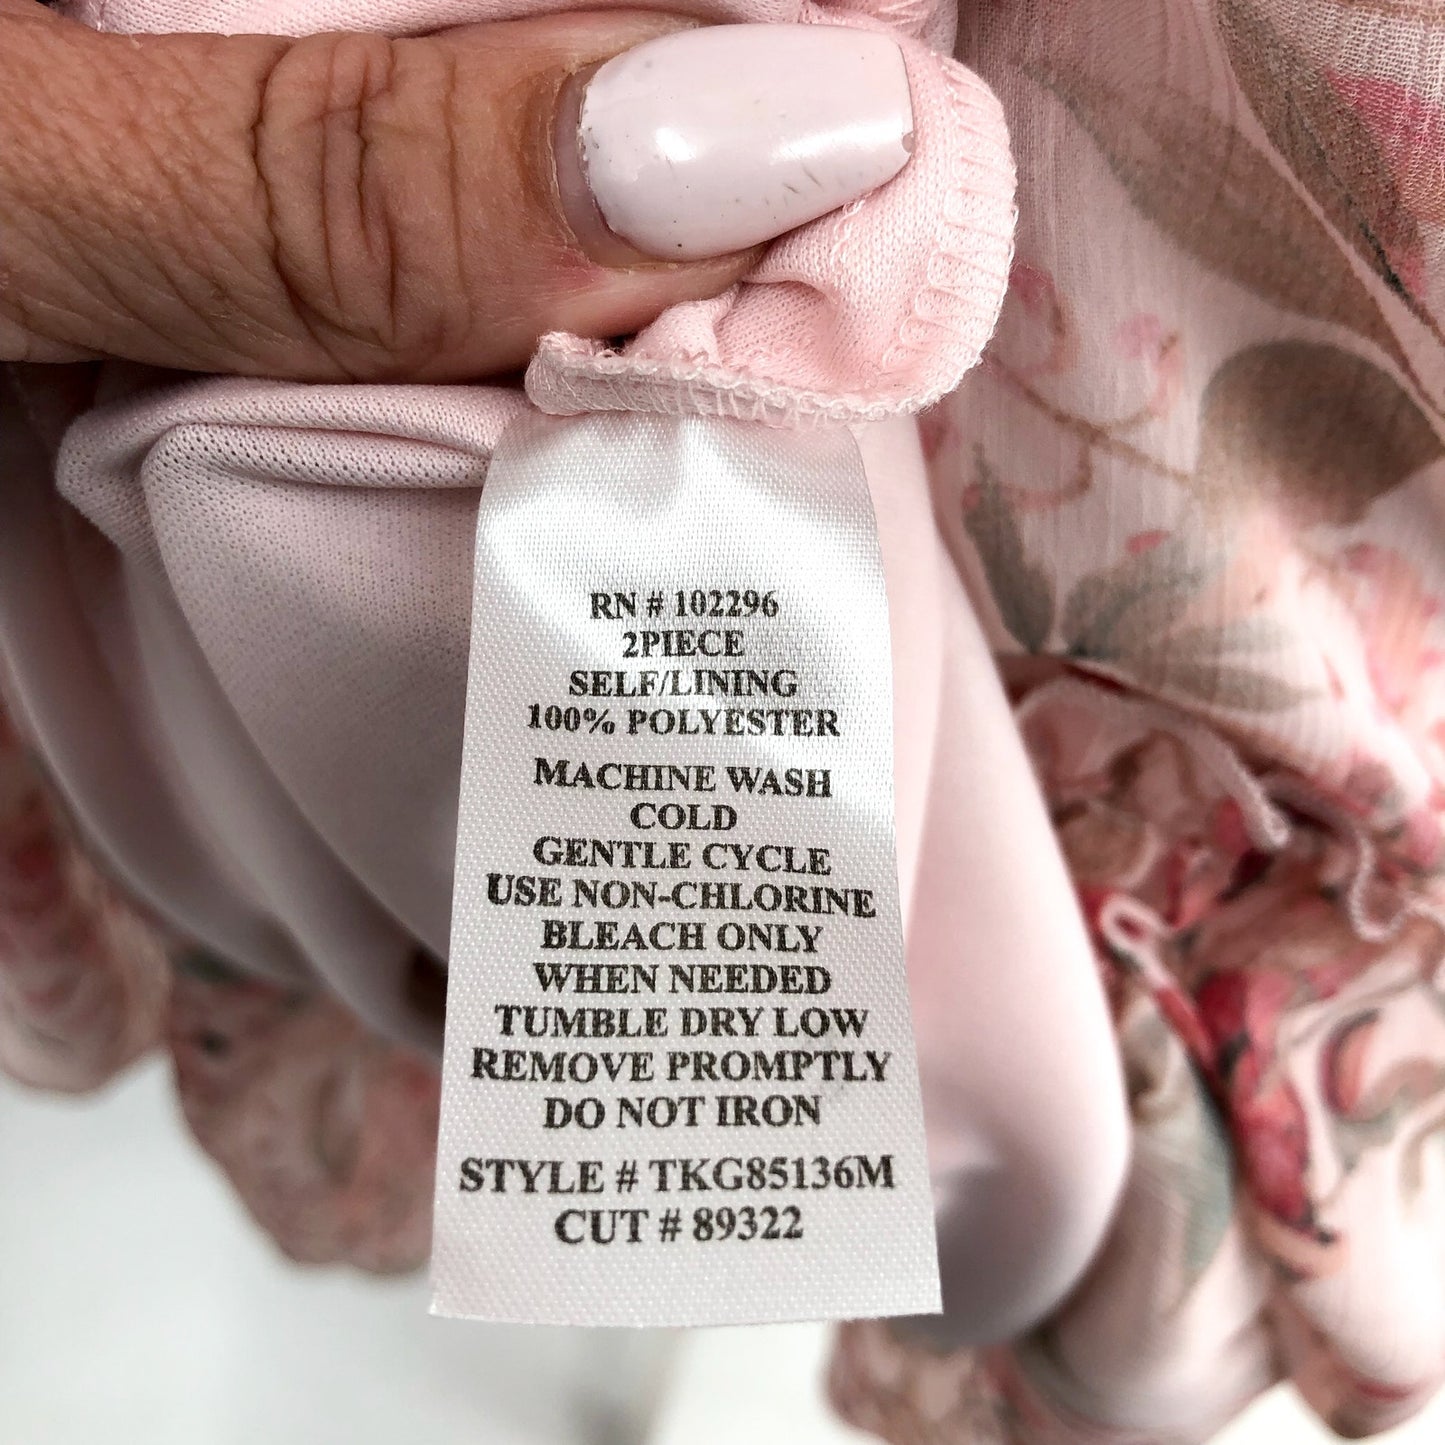 RN # 102296
2PIECE
SELF/LINING
100% POLYESTER
MACHINE WASH
COLD
GENTLE CYCLE
USE NON-CHLORINE
BLEACH ONLY
WHEN NEEDED
TUMBLE DRY LOW
REMOVE PROMPTLY
DO NOT IRON
STYLE # TKG85136M
CUT # 89322